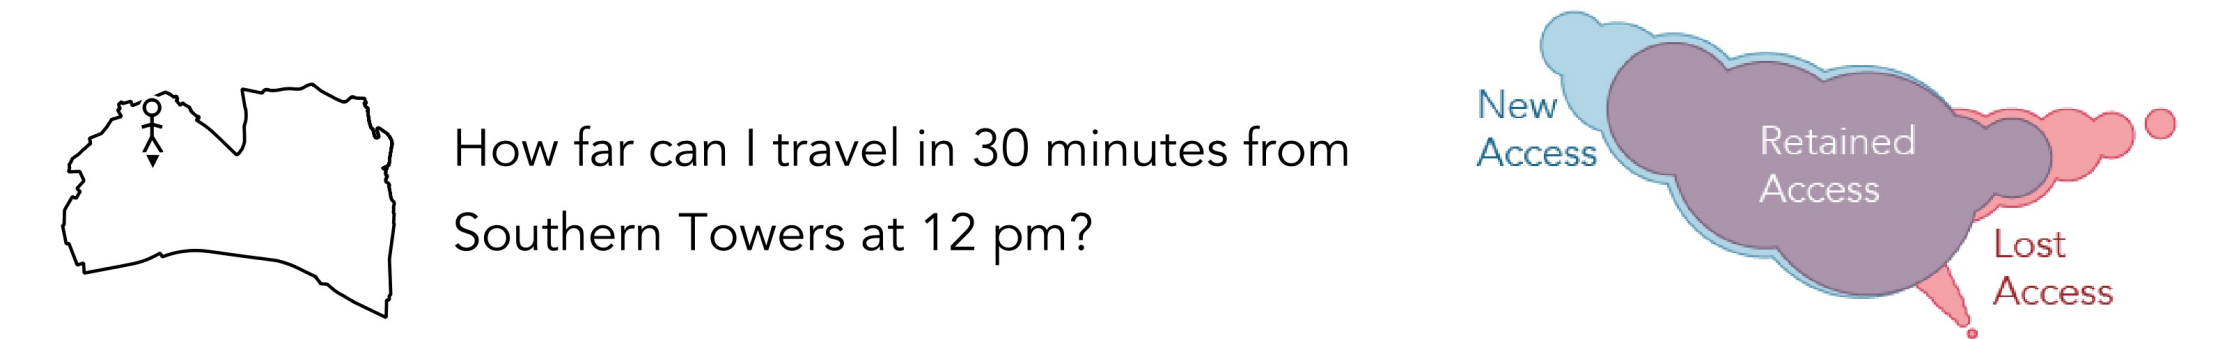 How far can I travel in 30 minutes from
Southern Towers at 12 pm?
New
Access
Retained
Access
Lost
Access